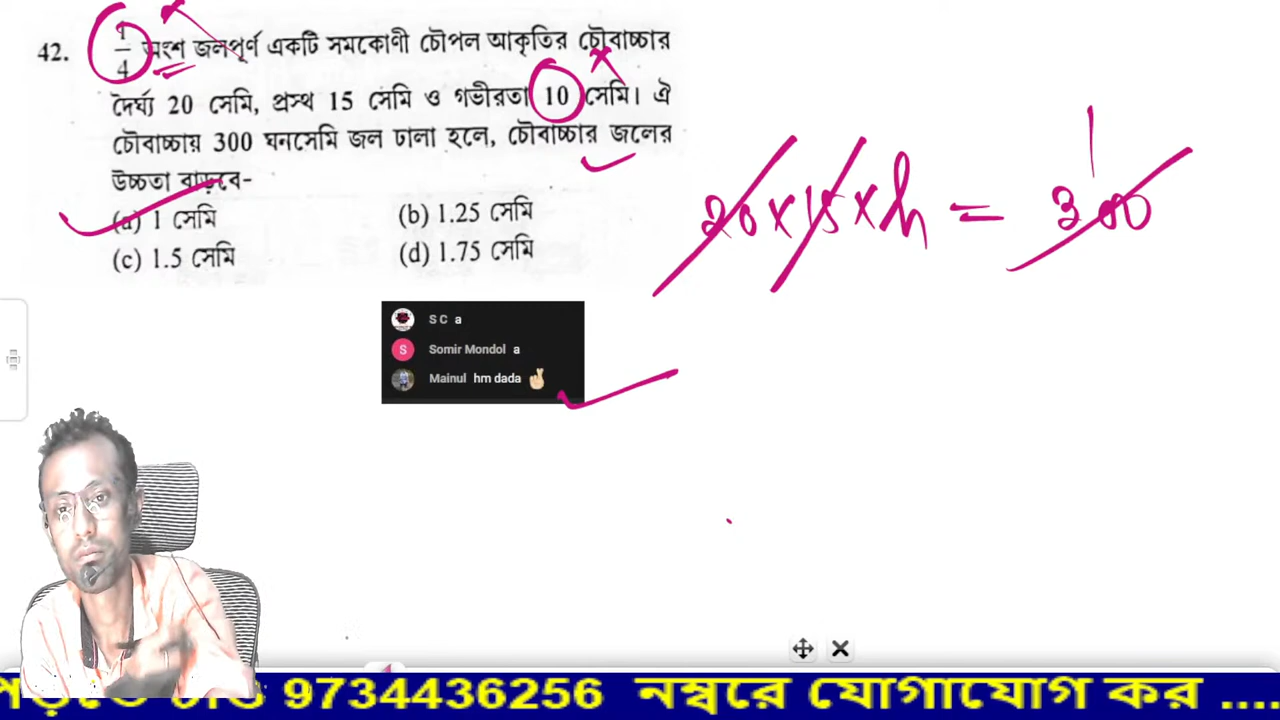 42. 1/4 অংশ জলপূর্ণ একটি সমকোণী চৌপল আকৃতির চৌবাচ্চার
দৈর্ঘ্য 20 সেমি, প্রস্থ 15 সেমি ও গভীরতা 10 সেমি। ঐ
চৌবাচ্চায় 300 ঘনসেমি জল ঢালা হলে, চৌবাচ্চার জলের
উচ্চতা বাড়বে-
(a) 1 সেমি (b) 1.25 সেমি
(c) 1.5 সেমি (d) 1.75 সেমি
1
20 × 15 × h = 300
S C a
Somir Mondol a
Mainul hm dada 🤞🏼
পড়তে চাও 9734436256 নম্বরে যোগাযোগ কর ....